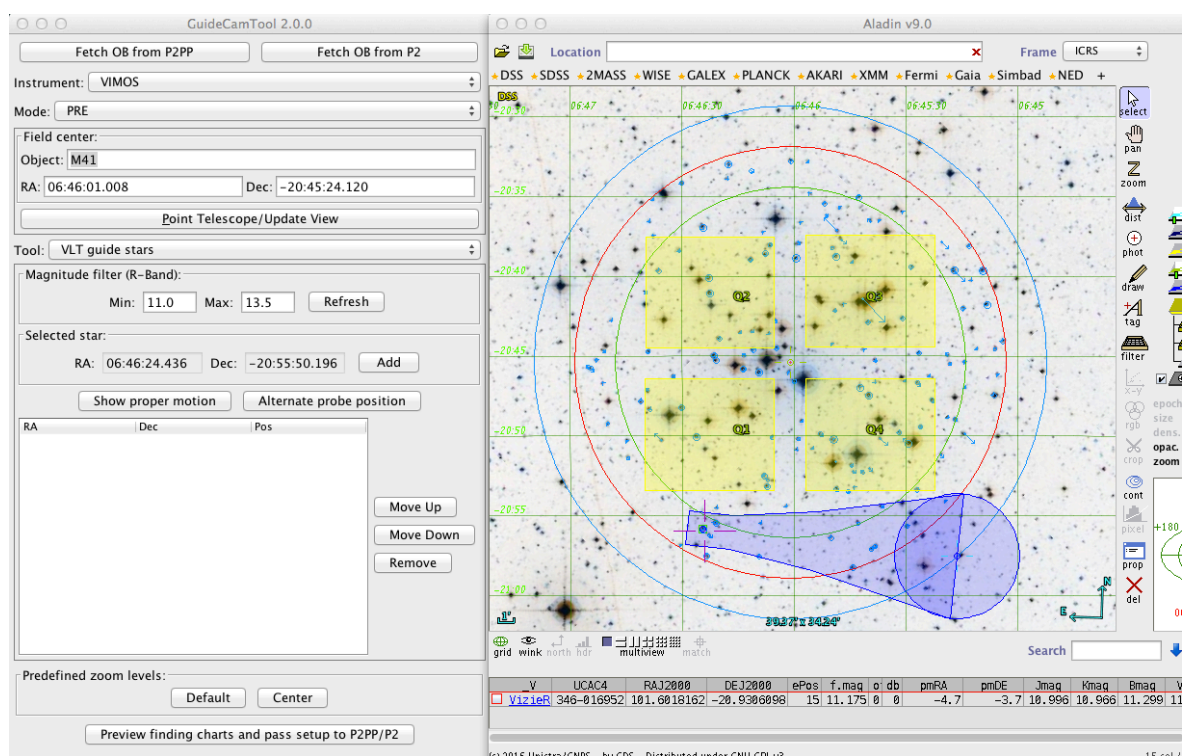 GuideCamTool 2.0.0
Fetch OB from P2PP Fetch OB from P2
Instrument: VIMOS
Mode: PRE
Field center:
Object: M41
RA: 06:46:01.008 Dec: -20:45:24.120
Point Telescope/Update View
Tool: VLT guide stars
Magnitude filter (R-Band):
Min: 11.0 Max: 13.5 Refresh
Selected star:
RA: 06:46:24.436 Dec: -20:55:50.196 Add
Show proper motion Alternate probe position
RA Dec Pos
Move Up
Move Down
Remove
Predefined zoom levels:
Default Center
Preview finding charts and pass setup to P2PP/P2
Aladin v9.0
Location Frame ICRS
DSS SDSS 2MASS WISE GALEX PLANCK AKARI XMM Fermi Gaia Simbad NED +
DSS
06:47 06:46:30 06:46 06:45:30 06:45
-20:30
-20:35
-20:40
-20:45
-20:50
-20:55
-21:00
Q2 Q3
Q1 Q4
1'
39.37' x 34.24'
N
E
select
pan
zoom
dist
phot
draw
tag
filter
x-y
rgb
crop
cont
pixel
prop
del
epoch
size
dens.
opac.
zoom
+180
grid wink north hdr multiview match
Search
_V UCAC4 RAJ2000 DEJ2000 ePos f.mag o db pmRA pmDE Jmag Kmag Bmag
VizieR 346-016952 101.6018162 -20.9306098 15 11.175 0 0 -4.7 -3.7 10.996 10.966 11.299